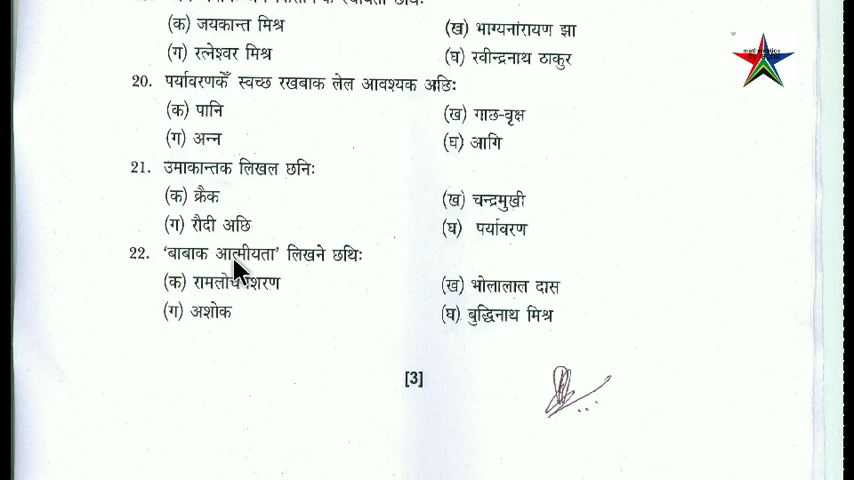 (क) जयकान्त मिश्र (ख) भाग्यनारायण झा
(ग) रत्नेश्वर मिश्र (घ) रवीन्द्रनाथ ठाकुर
20. पर्यावरणकेँ स्वच्छ रखबाक लेल आवश्यक अछिः
(क) पानि (ख) गाछ-वृक्ष
(ग) अन्न (घ) आगि
21. उमाकान्तक लिखल छनिः
(क) क्रैक (ख) चन्द्रमुखी
(ग) रौदी अछि (घ) पर्यावरण
22. 'बाबाक आत्मीयता' लिखने छथिः
(क) (ख) भोलालाल दास
(ग) अशोक (घ) बुद्धिनाथ मिश्र
[3]